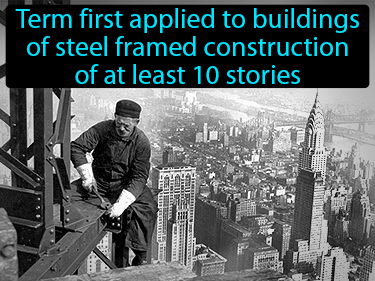 Term first applied to buildings
of steel framed construction
of at least 10 stories